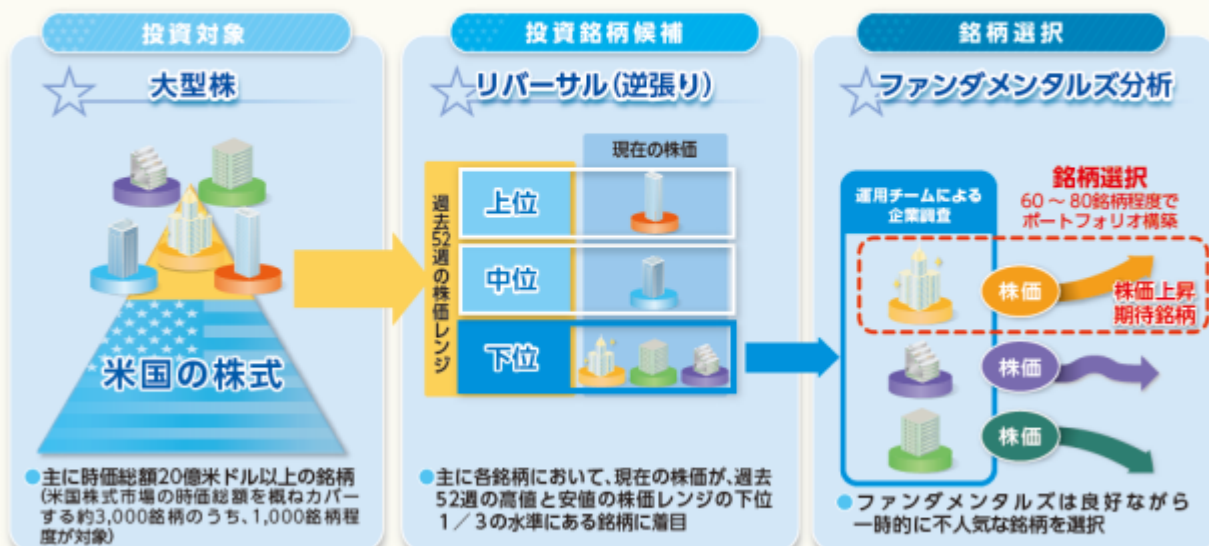 投資対象
大型株
米国の株式
●主に時価総額20億米ドル以上の銘柄
(米国株式市場の時価総額を概ねカバー
する約3,000銘柄のうち、1,000銘柄程
度が対象)
投資銘柄候補
リバーサル(逆張り)
現在の株価
過去52週の株価レンジ
上位
中位
下位
●主に各銘柄において、現在の株価が、過去
52週の高値と安値の株価レンジの下位
1／3の水準にある銘柄に着目
銘柄選択
ファンダメンタルズ分析
運用チームによる
企業調査
銘柄選択
60～80銘柄程度で
ポートフォリオ構築
株価
株価上昇
期待銘柄
株価
株価
●ファンダメンタルズは良好ながら
一時的に不人気な銘柄を選択